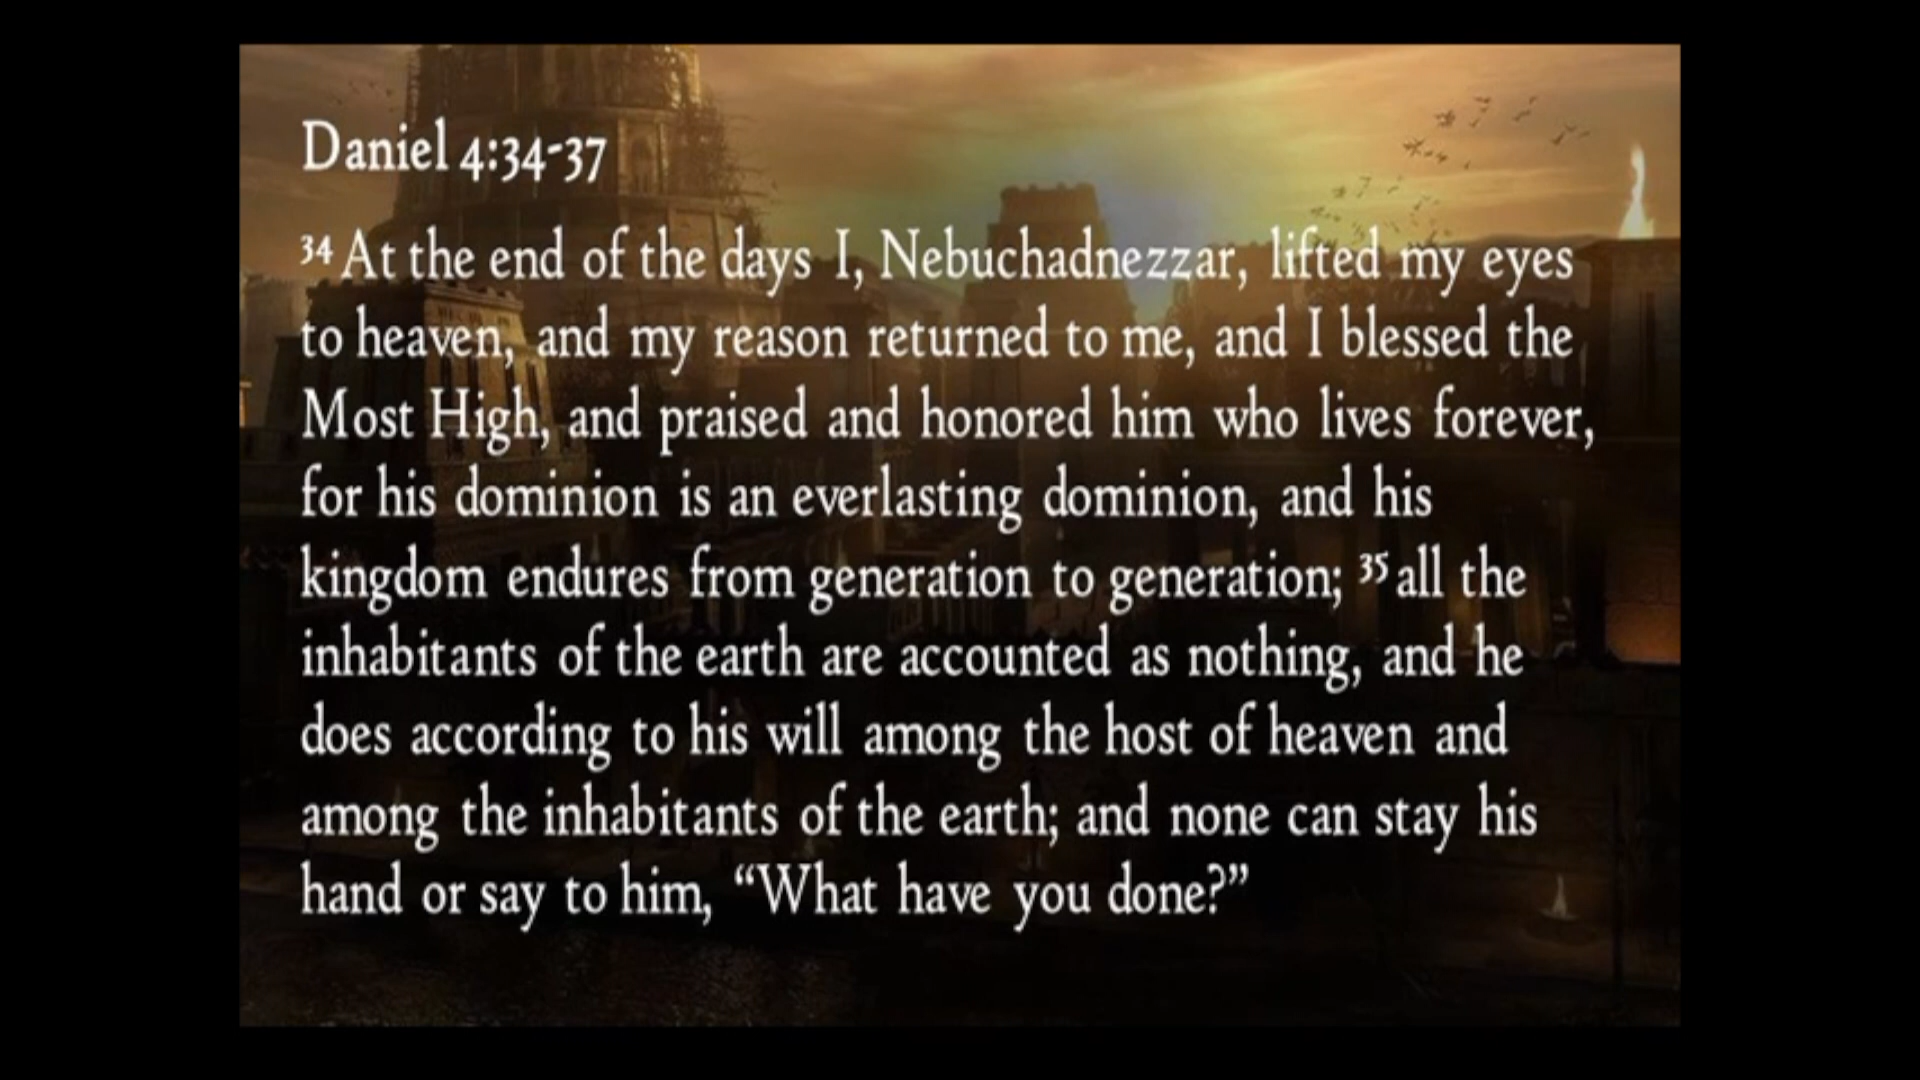 Daniel 4:34-37
³⁴ At the end of the days I, Nebuchadnezzar, lifted my eyes
to heaven, and my reason returned to me, and I blessed the
Most High, and praised and honored him who lives forever,
for his dominion is an everlasting dominion, and his
kingdom endures from generation to generation; ³⁵ all the
inhabitants of the earth are accounted as nothing, and he
does according to his will among the host of heaven and
among the inhabitants of the earth; and none can stay his
hand or say to him, “What have you done?”